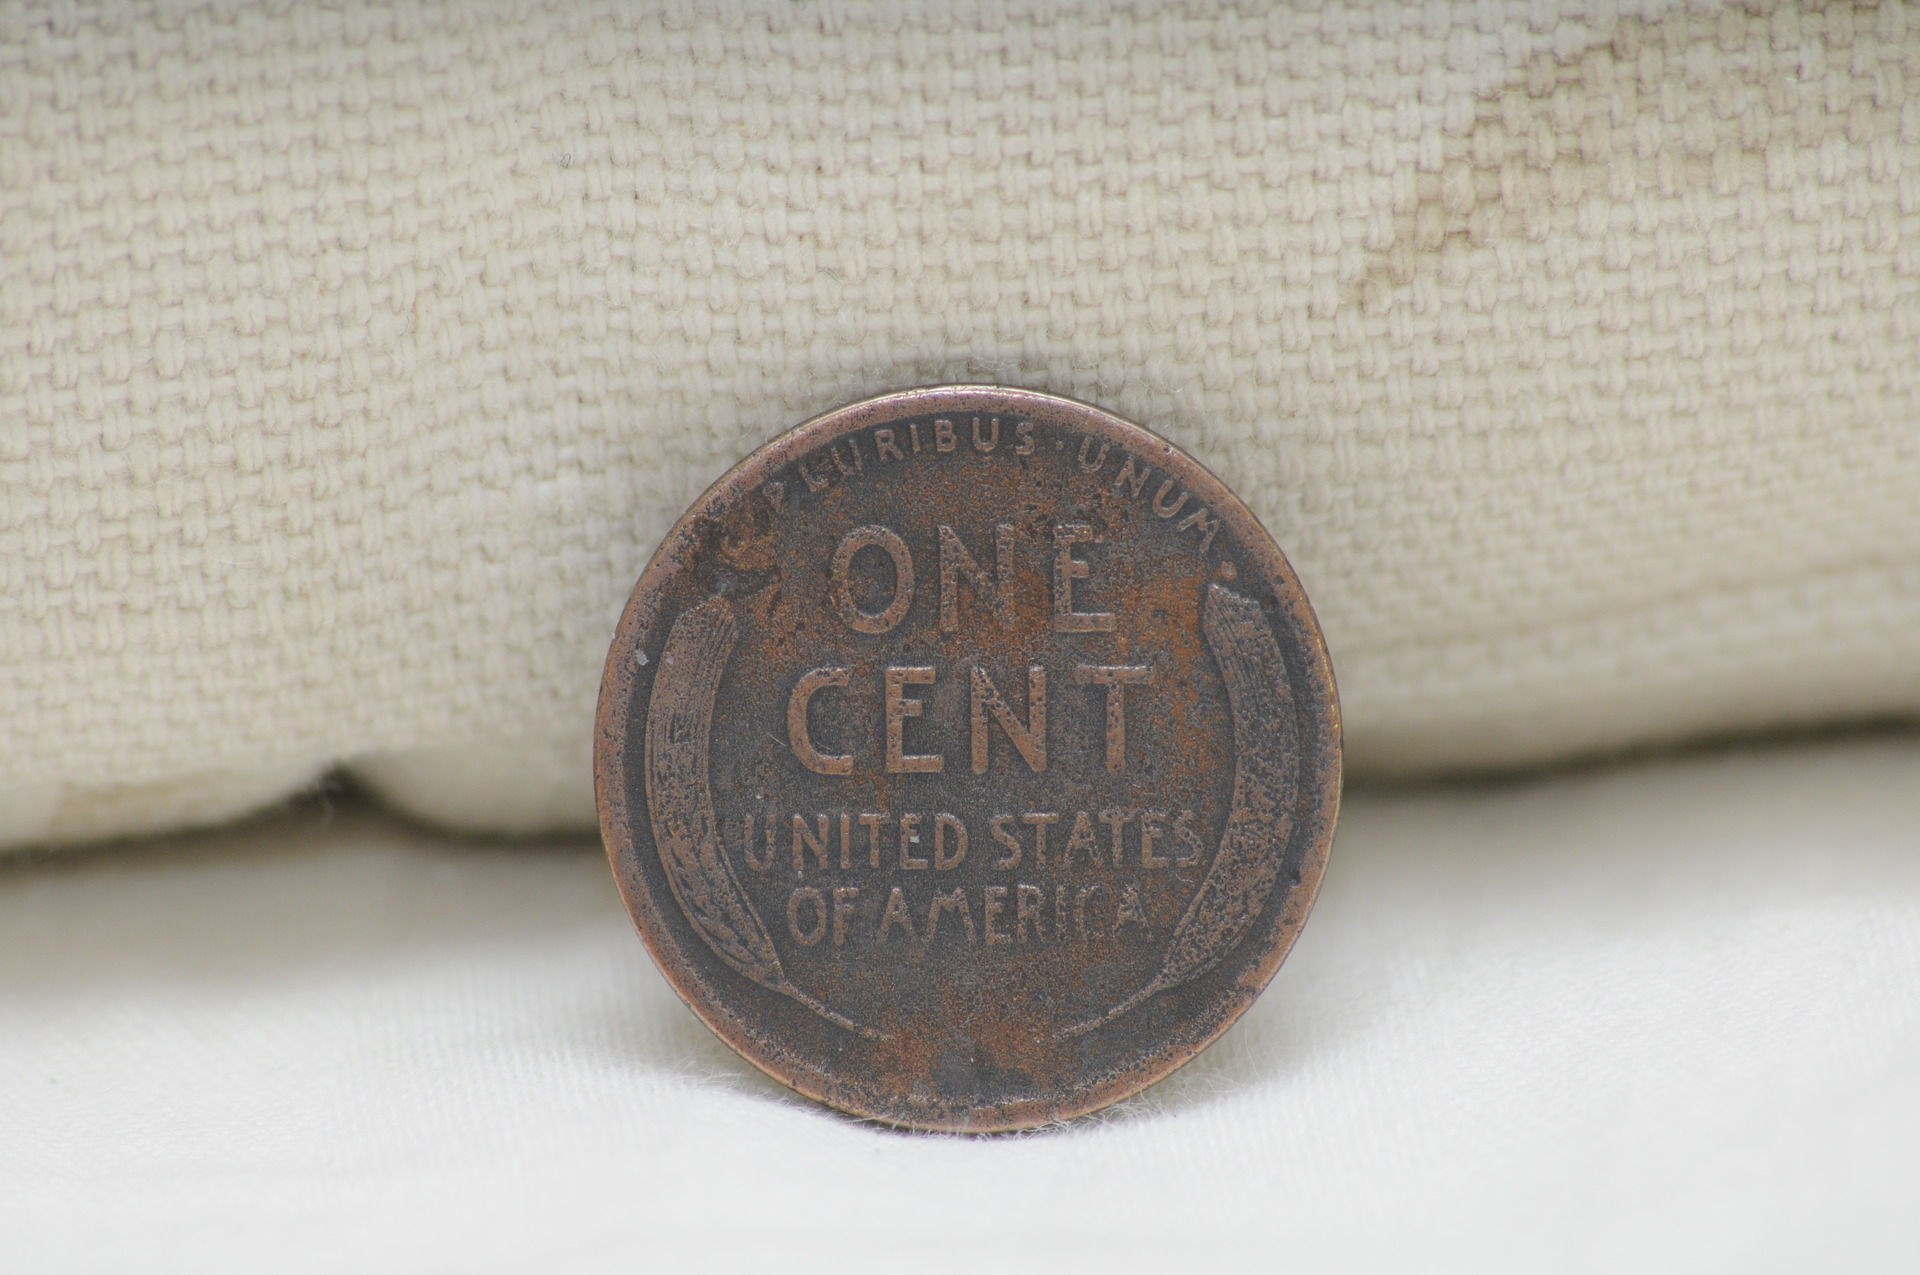 PLURIBUS · UNUM
ONE
CENT
UNITED STATES
OF AMERICA